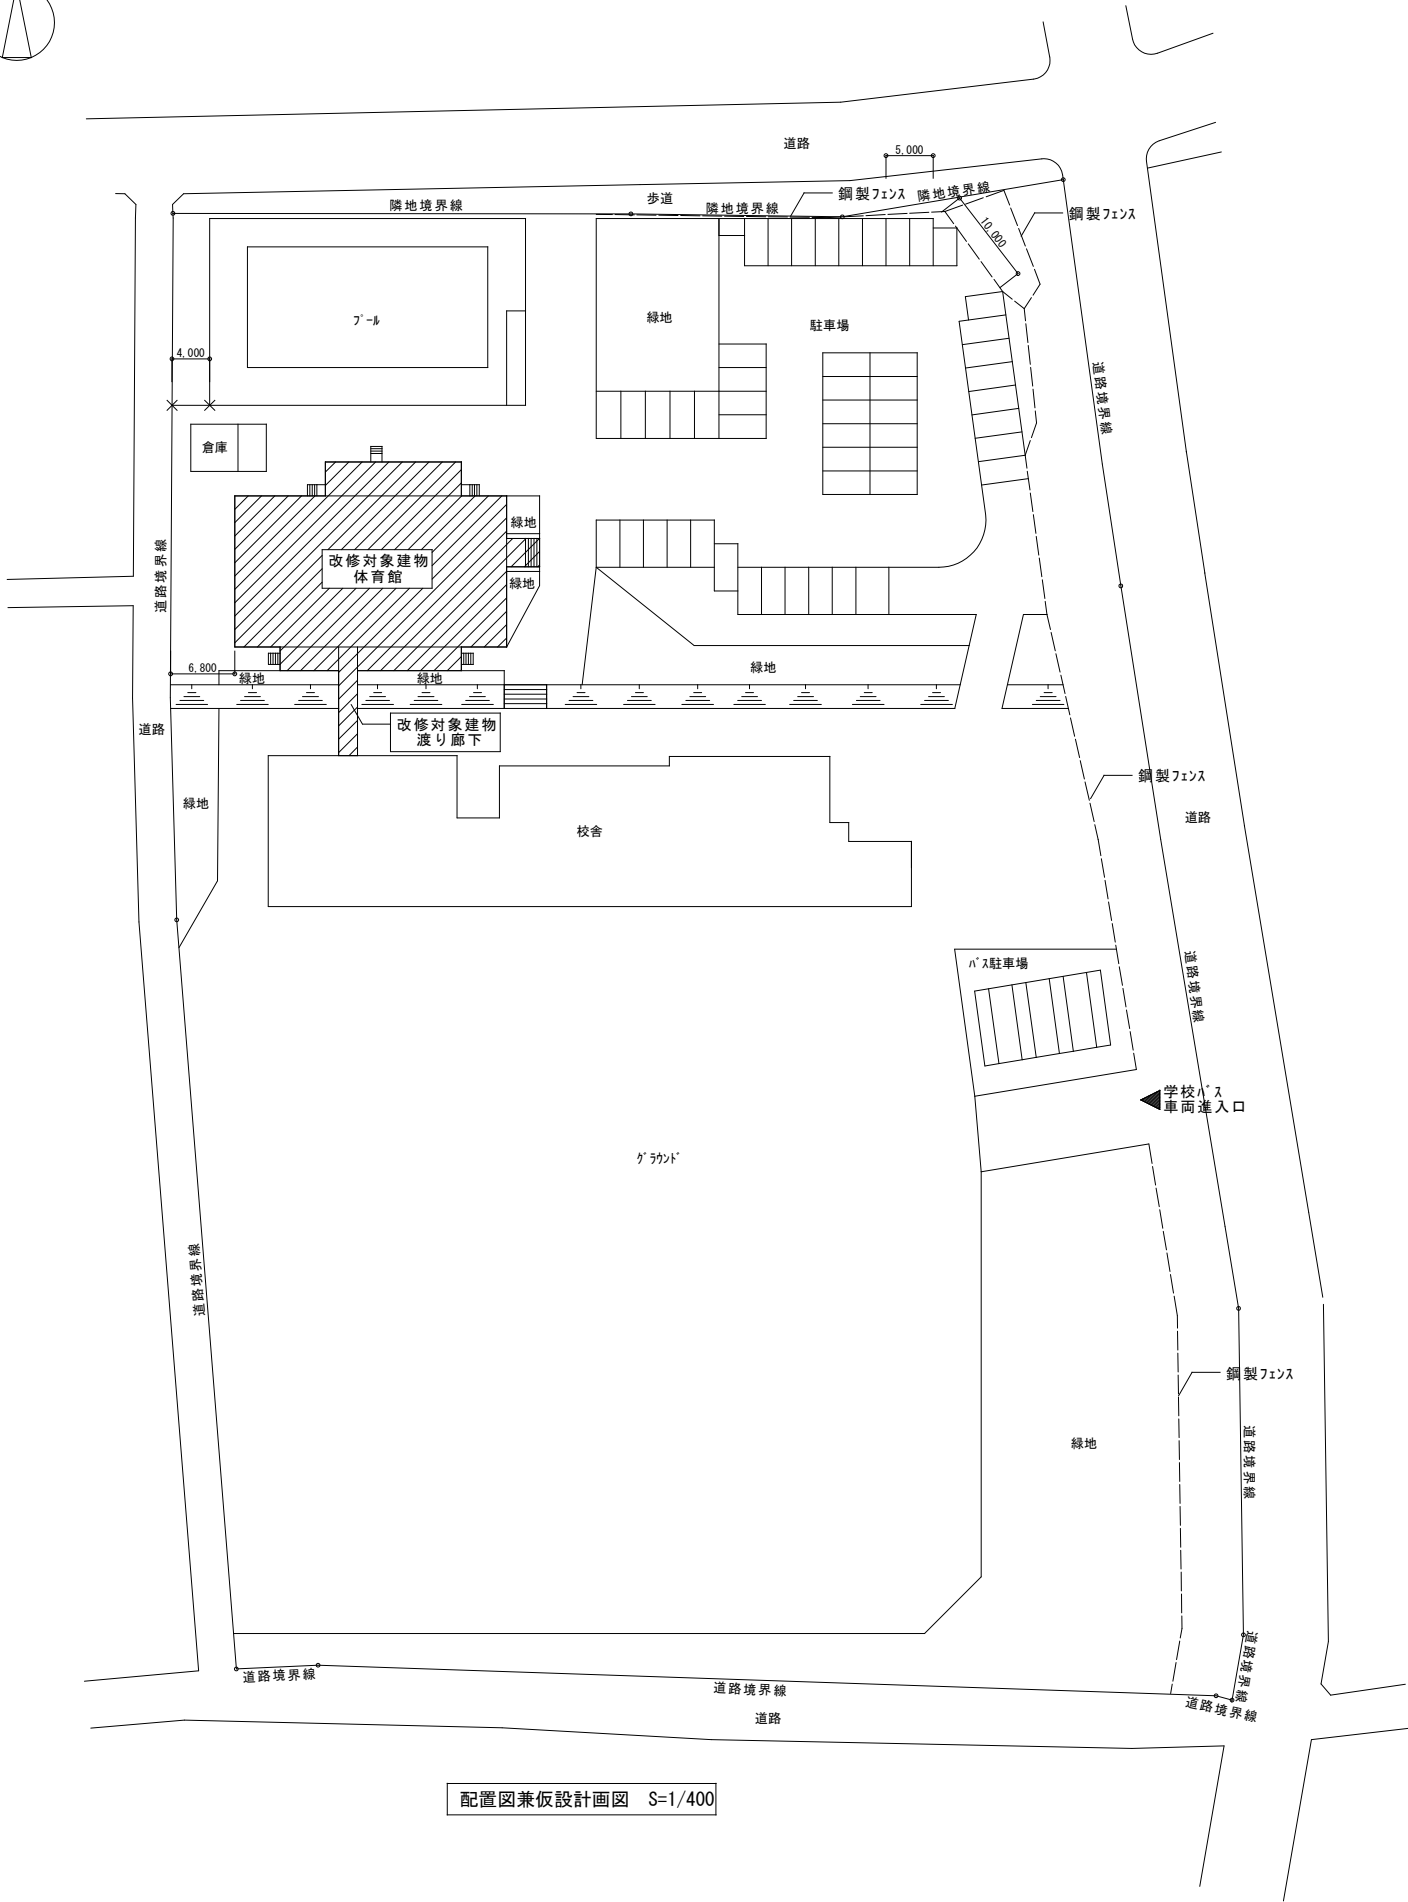 道路
5,000
歩道
鋼製ﾌｪﾝｽ
隣地境界線
隣地境界線
隣地境界線
鋼製ﾌｪﾝｽ
10,000
ﾌﾟｰﾙ
緑地
駐車場
4,000
道路境界線
倉庫
緑地
改修対象建物
体育館
緑地
道路境界線
6,800
緑地
緑地
緑地
改修対象建物
渡り廊下
道路
鋼製ﾌｪﾝｽ
緑地
道路
校舎
ﾊﾞｽ駐車場
道路境界線
学校ﾊﾞｽ
車両進入口
ｸﾞﾗｳﾝﾄﾞ
道路境界線
鋼製ﾌｪﾝｽ
緑地
道路境界線
道路境界線
道路境界線
道路境界線
道路境界線
道路
配置図兼仮設計画図 S=1/400